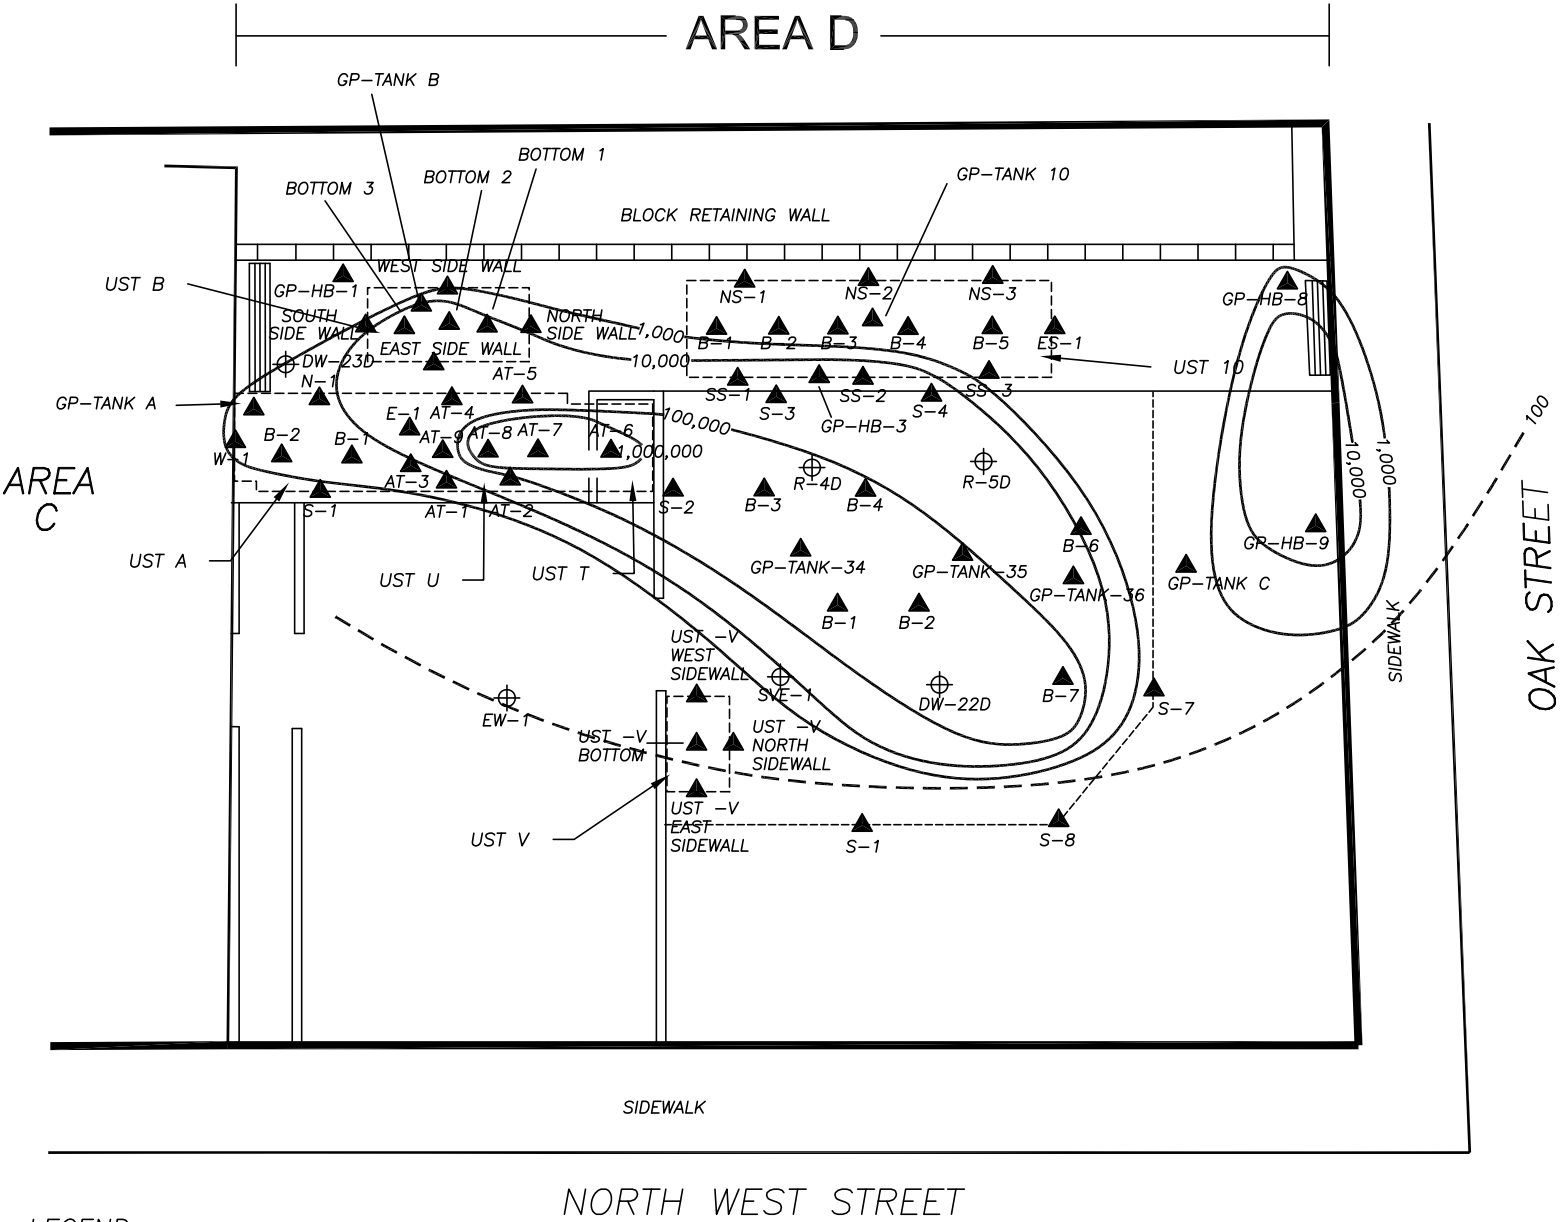 AREA D
GP-TANK B
BOTTOM 1
BOTTOM 2
BOTTOM 3
GP-TANK 10
BLOCK RETAINING WALL
WEST SIDE WALL
UST B
GP-HB-1
NS-1
NS-2
NS-3
GP-HB-8
SOUTH
SIDE WALL
NORTH
SIDE WALL
1,000
B-1
B-2
B-3
B-4
B-5
ES-1
EAST SIDE WALL
10,000
DW-23D
UST 10
N-1
AT-5
SS-1
S-3
SS-2
S-4
SS-3
GP-TANK A
E-1
AT-4
100,000
GP-HB-3
100
B-2
B-1
AT-9
AT-8
AT-7
AT-6
1,000,000
W-1
10,000
1,000
AREA
C
AT-3
R-4D
R-5D
S-1
AT-1
AT-2
S-2
B-3
B-4
B-6
GP-HB-9
UST A
UST U
UST T
GP-TANK-34
GP-TANK-35
GP-TANK-36
GP-TANK C
B-1
B-2
SIDEWALK
OAK STREET
UST -V
WEST
SIDEWALL
SVE-1
DW-22D
B-7
S-7
EW-1
UST -V
BOTTOM
UST -V
NORTH
SIDEWALL
UST V
UST -V
EAST
SIDEWALL
S-1
S-8
SIDEWALK
NORTH WEST STREET
LEGEND